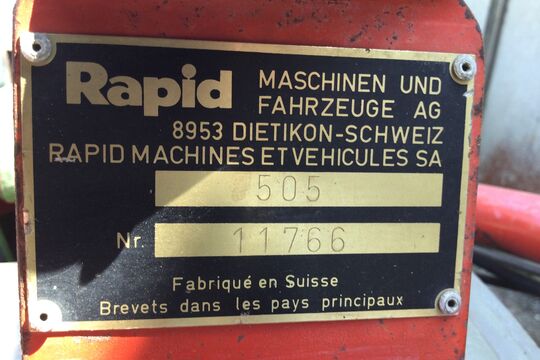 Rapid MASCHINEN UND
FAHRZEUGE AG
8953 DIETIKON-SCHWEIZ
RAPID MACHINES ET VEHICULES SA
505
Nr. 11766
Fabriqué en Suisse
Brevets dans les pays principaux